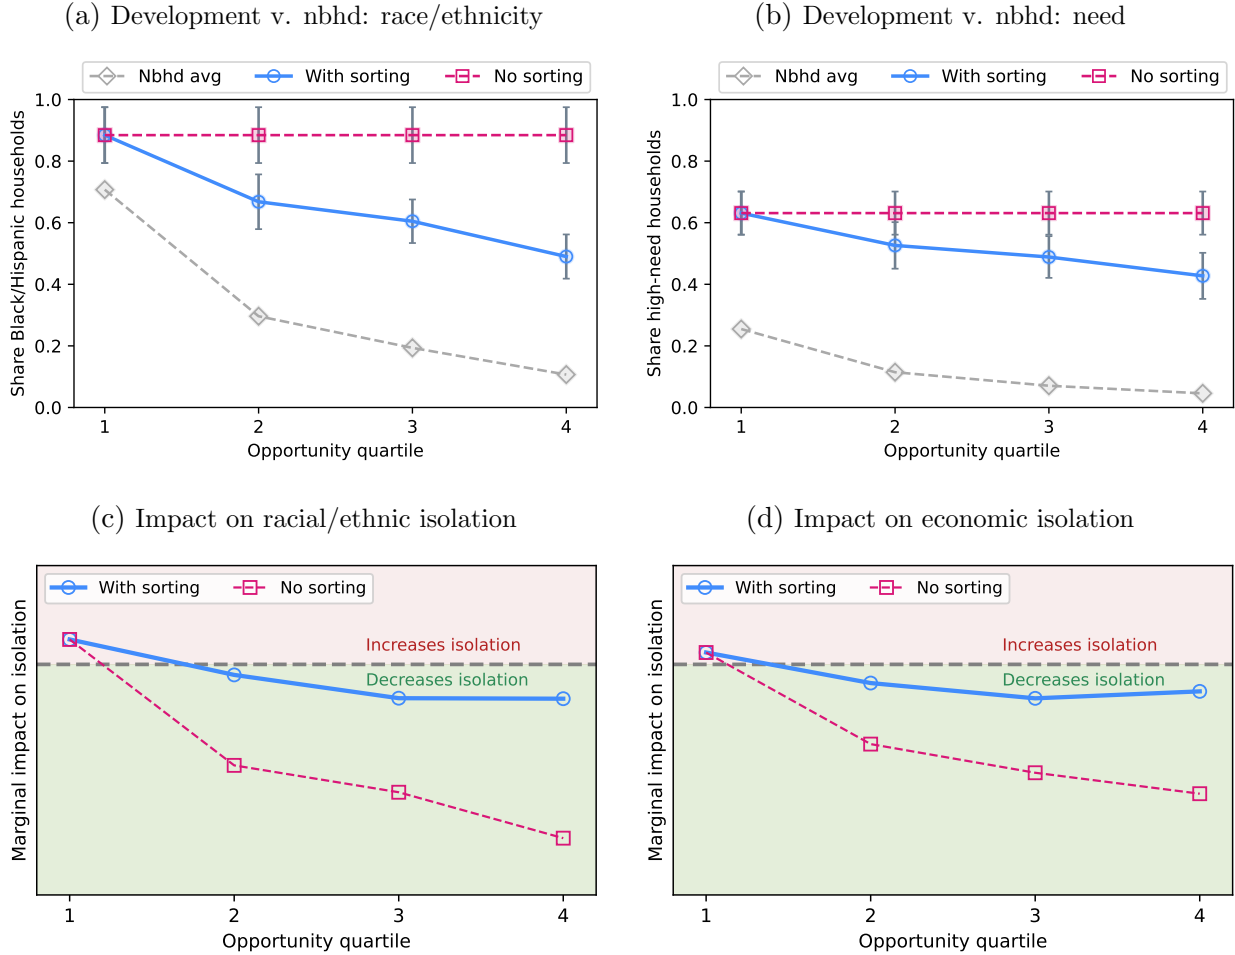 (a) Development v. nbhd: race/ethnicity
Nbhd avg With sorting No sorting
Share Black/Hispanic households
1.0
0.8
0.6
0.4
0.2
0.0
1 2 3 4
Opportunity quartile
(b) Development v. nbhd: need
Nbhd avg With sorting No sorting
Share high-need households
1.0
0.8
0.6
0.4
0.2
0.0
1 2 3 4
Opportunity quartile
(c) Impact on racial/ethnic isolation
With sorting No sorting
Marginal impact on isolation
Increases isolation
Decreases isolation
1 2 3 4
Opportunity quartile
(d) Impact on economic isolation
With sorting No sorting
Marginal impact on isolation
Increases isolation
Decreases isolation
1 2 3 4
Opportunity quartile